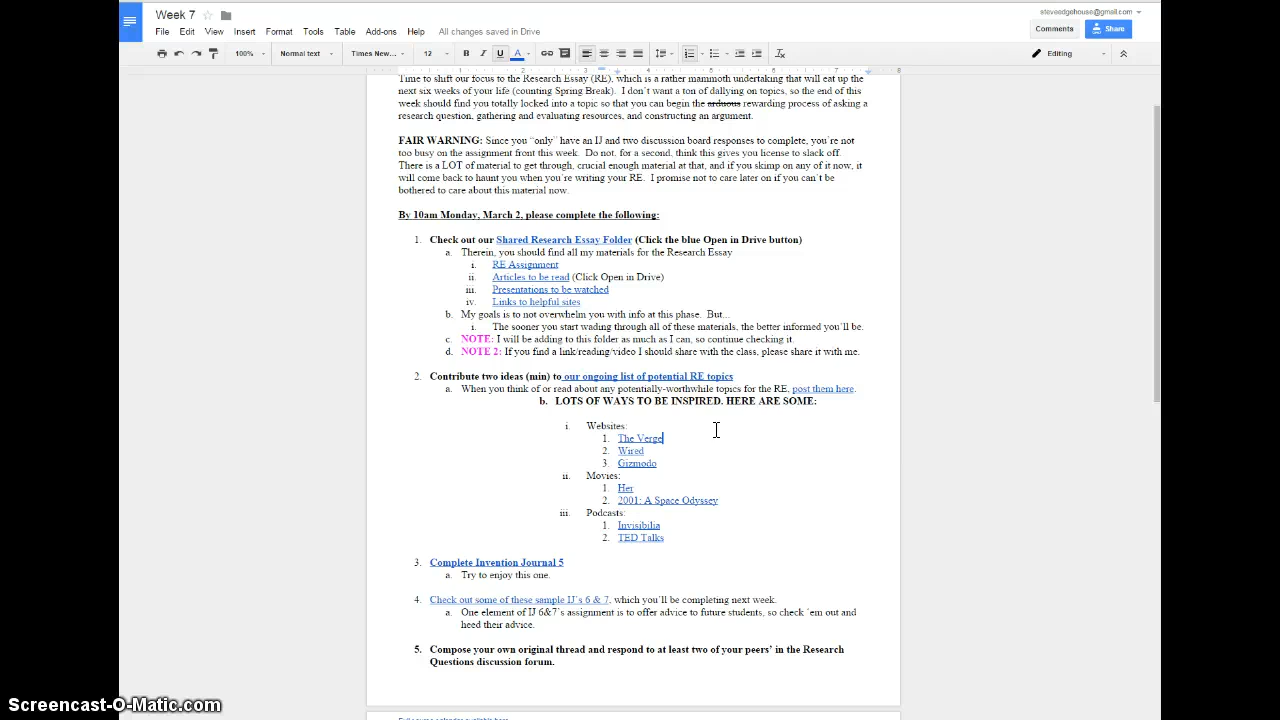 Week 7
steveedgehouse@gmail.com
File Edit View Insert Format Tools Table Add-ons Help All changes saved in Drive
Comments Share
100% Normal text Times New... 12 B I U A Editing
1 2 3 4 5 6 7 8
Time to shift our focus to the Research Essay (RE), which is a rather mammoth undertaking that will eat up the
next six weeks of your life (counting Spring Break). I don't want a ton of dallying on topics, so the end of this
week should find you totally locked into a topic so that you can begin the arduous rewarding process of asking a
research question, gathering and evaluating resources, and constructing an argument.
FAIR WARNING: Since you “only” have an IJ and two discussion board responses to complete, you’re not
too busy on the assignment front this week. Do not, for a second, think this gives you license to slack off.
There is a LOT of material to get through, crucial enough material at that, and if you skimp on any of it now, it
will come back to haunt you when you’re writing your RE. I promise not to care later on if you can’t be
bothered to care about this material now.
By 10am Monday, March 2, please complete the following:
1. Check out our Shared Research Essay Folder (Click the blue Open in Drive button)
a. Therein, you should find all my materials for the Research Essay
i. RE Assignment
ii. Articles to be read (Click Open in Drive)
iii. Presentations to be watched
iv. Links to helpful sites
b. My goals is to not overwhelm you with info at this phase. But...
i. The sooner you start wading through all of these materials, the better informed you’ll be.
c. NOTE: I will be adding to this folder as much as I can, so continue checking it.
d. NOTE 2: If you find a link/reading/video I should share with the class, please share it with me.
2. Contribute two ideas (min) to our ongoing list of potential RE topics
a. When you think of or read about any potentially-worthwhile topics for the RE, post them here.
b. LOTS OF WAYS TO BE INSPIRED. HERE ARE SOME:
i. Websites:
1. The Verge
2. Wired
3. Gizmodo
ii. Movies:
1. Her
2. 2001: A Space Odyssey
iii. Podcasts:
1. Invisibilia
2. TED Talks
3. Complete Invention Journal 5
a. Try to enjoy this one.
4. Check out some of these sample IJ’s 6 & 7, which you’ll be completing next week.
a. One element of IJ 6&7’s assignment is to offer advice to future students, so check ‘em out and
heed their advice.
5. Compose your own original thread and respond to at least two of your peers’ in the Research
Questions discussion forum.
Screencast-O-Matic.com